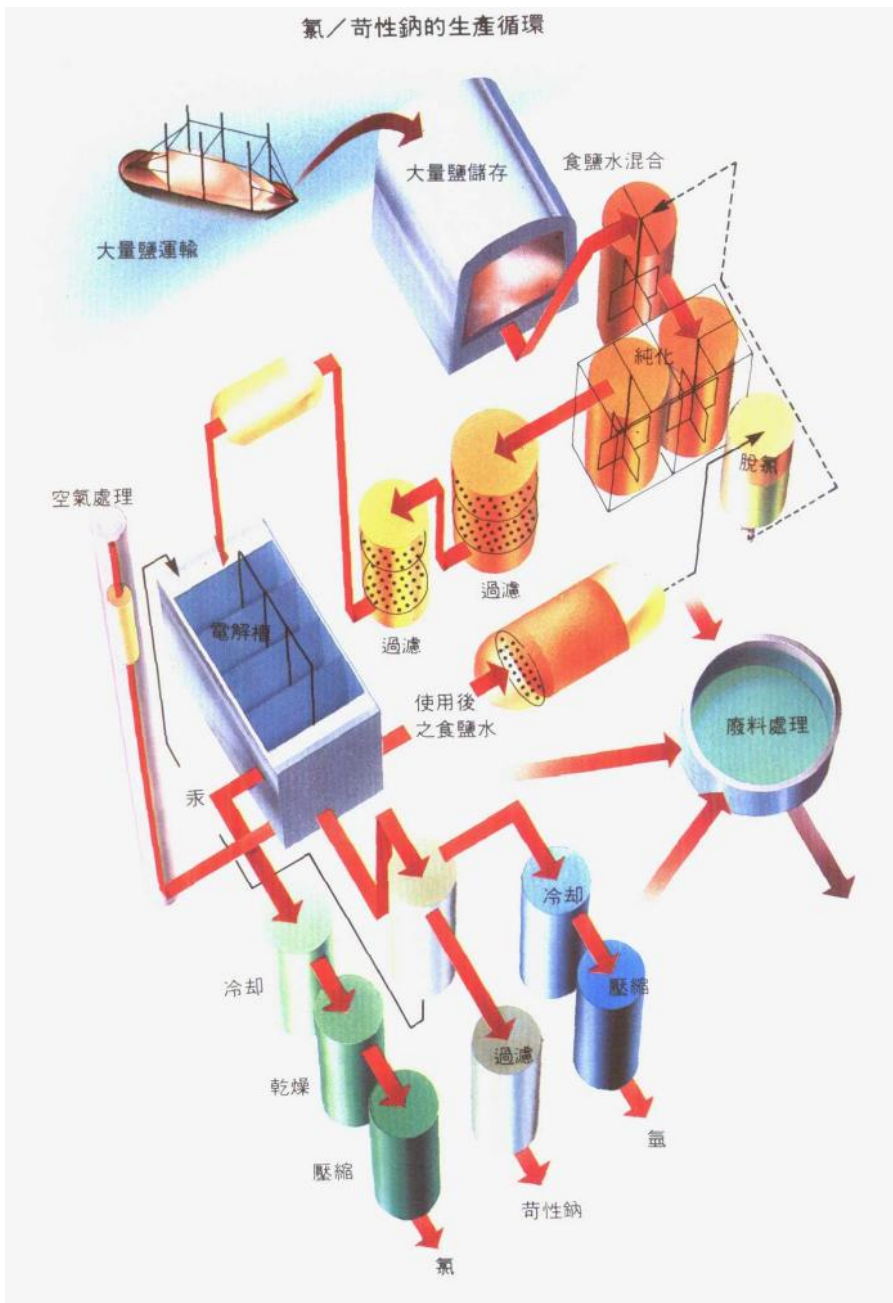 氯／苛性鈉的生產循環
大量鹽運輸
大量鹽儲存
食鹽水混合
純化
脫氯
過濾
過濾
空氣處理
電解槽
使用後
之食鹽水
廢料處理
汞
冷却
乾燥
壓縮
氯
過濾
苛性鈉
冷却
壓縮
氫